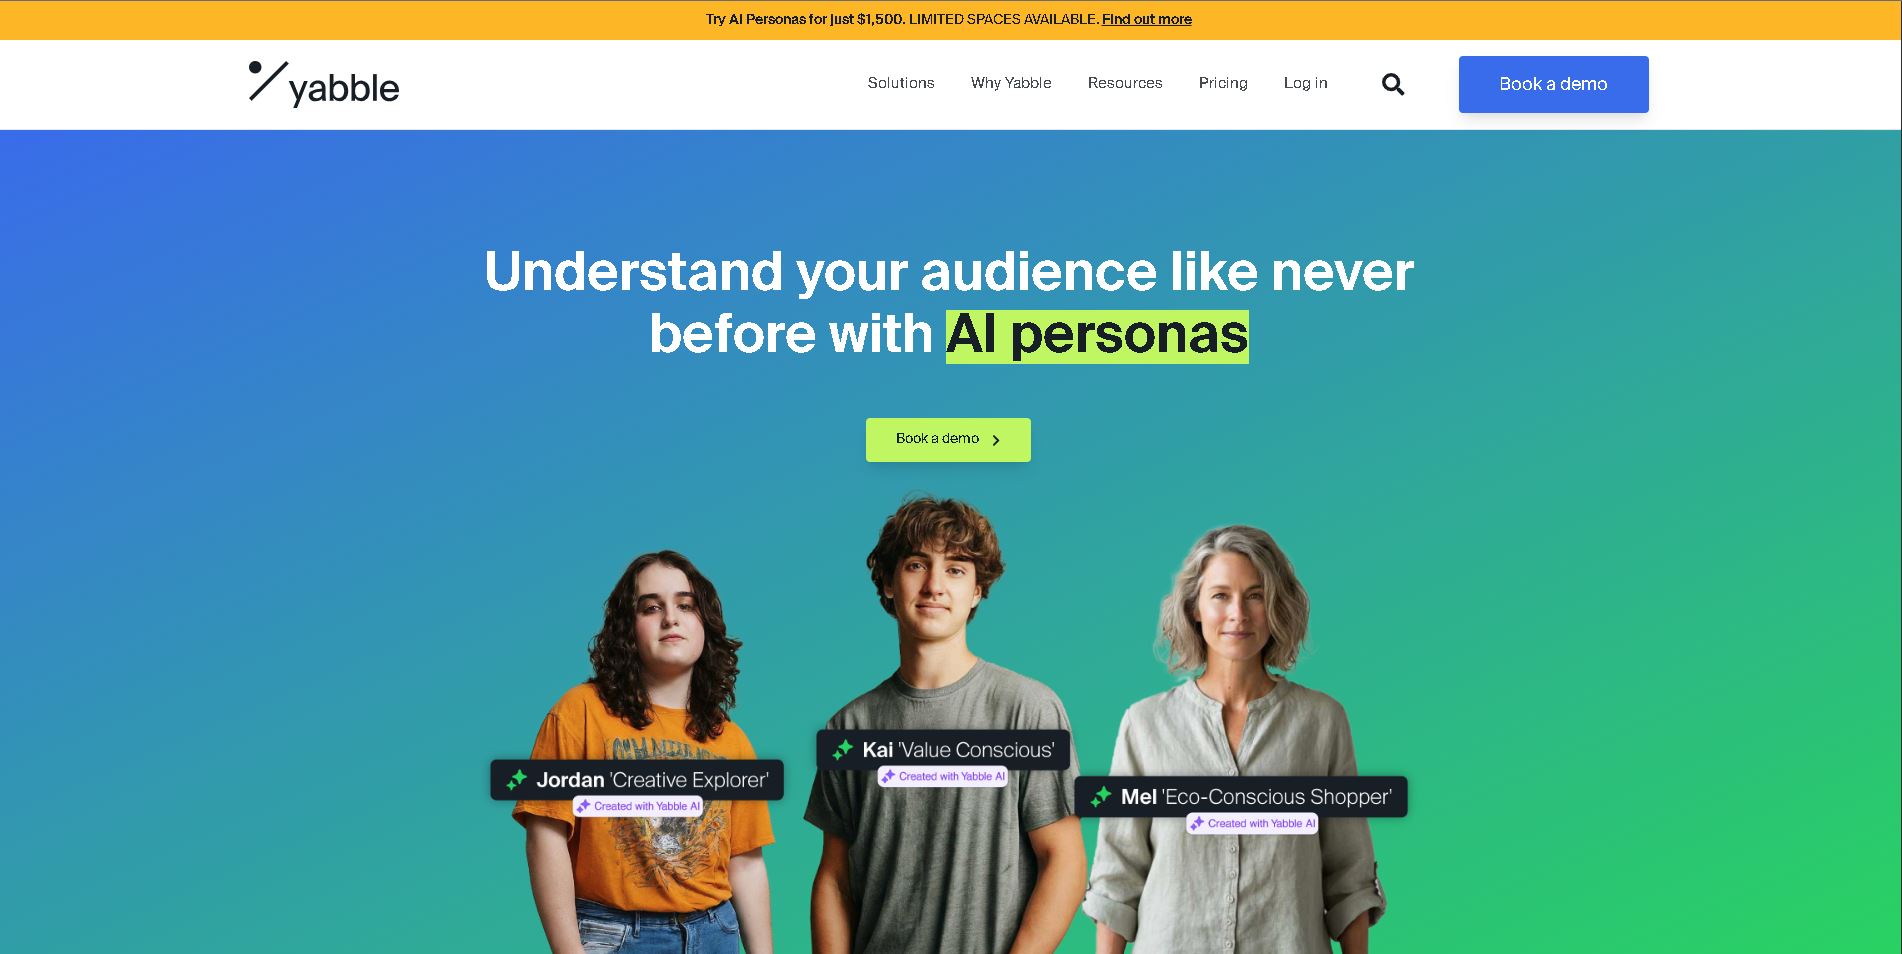 Try AI Personas for just $1,500. LIMITED SPACES AVAILABLE. Find out more
yabble
Solutions
Why Yabble
Resources
Pricing
Log in
Book a demo
Understand your audience like never
before with AI personas
Book a demo
Jordan 'Creative Explorer'
Created with Yabble AI
Kai 'Value Conscious'
Created with Yabble AI
Mel 'Eco-Conscious Shopper'
Created with Yabble AI